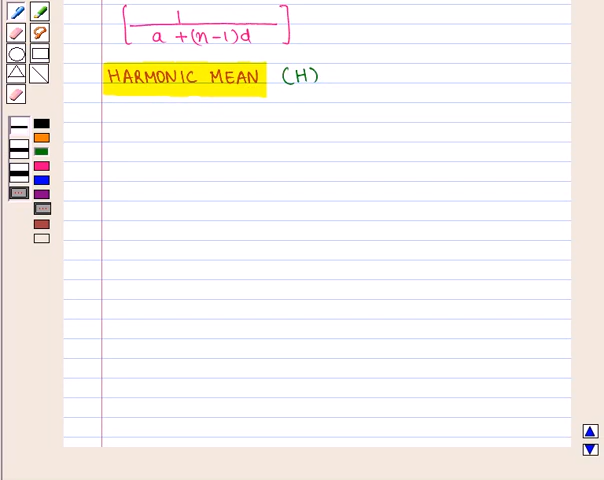 [1 / a + (n - 1)d]
HARMONIC MEAN (H)